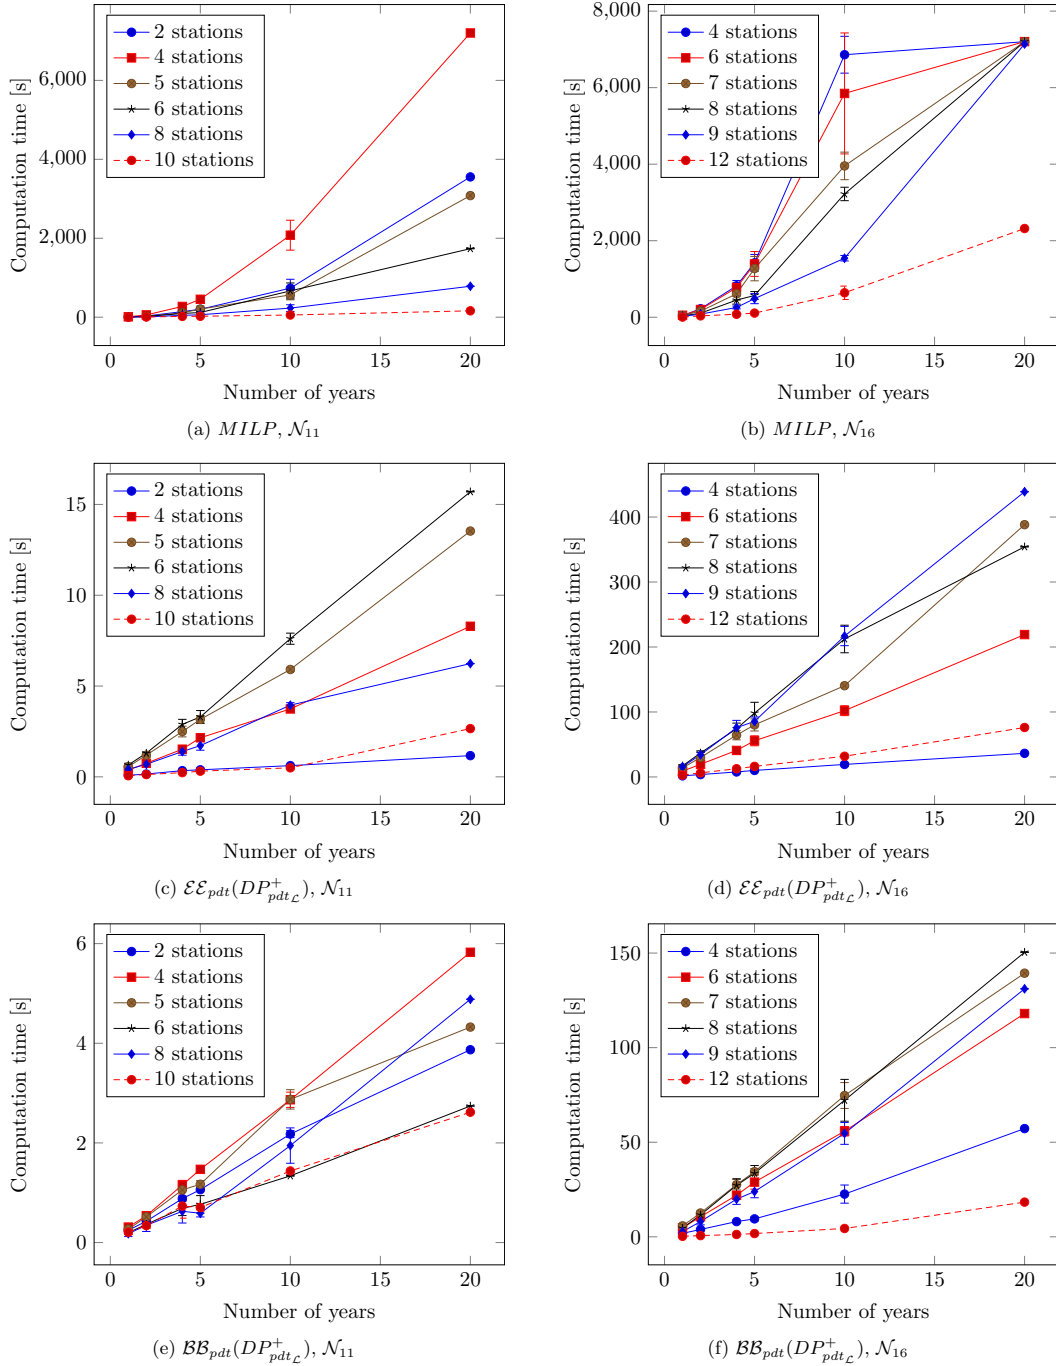 2 stations
4 stations
5 stations
6 stations
8 stations
10 stations
6,000
4,000
2,000
0
Computation time [s]
0 5 10 15 20
Number of years
(a) MILP, N11
4 stations
6 stations
7 stations
8 stations
9 stations
12 stations
8,000
6,000
4,000
2,000
0
Computation time [s]
0 5 10 15 20
Number of years
(b) MILP, N16
2 stations
4 stations
5 stations
6 stations
8 stations
10 stations
15
10
5
0
Computation time [s]
0 5 10 15 20
Number of years
(c) EE_pdt(DP^+_pdt_L), N11
4 stations
6 stations
7 stations
8 stations
9 stations
12 stations
400
300
200
100
0
Computation time [s]
0 5 10 15 20
Number of years
(d) EE_pdt(DP^+_pdt_L), N16
2 stations
4 stations
5 stations
6 stations
8 stations
10 stations
6
4
2
0
Computation time [s]
0 5 10 15 20
Number of years
(e) BB_pdt(DP^+_pdt_L), N11
4 stations
6 stations
7 stations
8 stations
9 stations
12 stations
150
100
50
0
Computation time [s]
0 5 10 15 20
Number of years
(f) BB_pdt(DP^+_pdt_L), N16